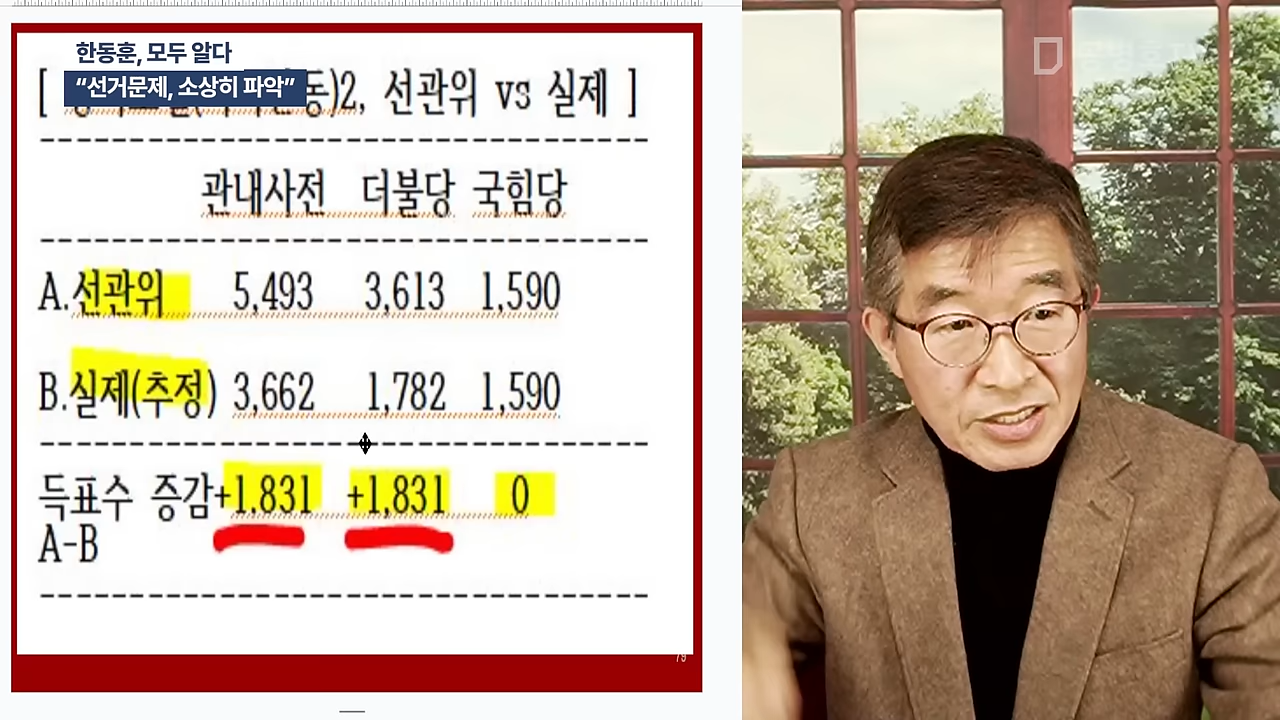 한동훈, 모두 알다
“선거문제, 소상히 파악”
[ 동)2, 선관위 vs 실제 ]
관내사전 더불당 국힘당
A.선관위 5,493 3,613 1,590
B.실제(추정) 3,662 1,782 1,590
득표수 증감+1,831 +1,831 0
A-B
79